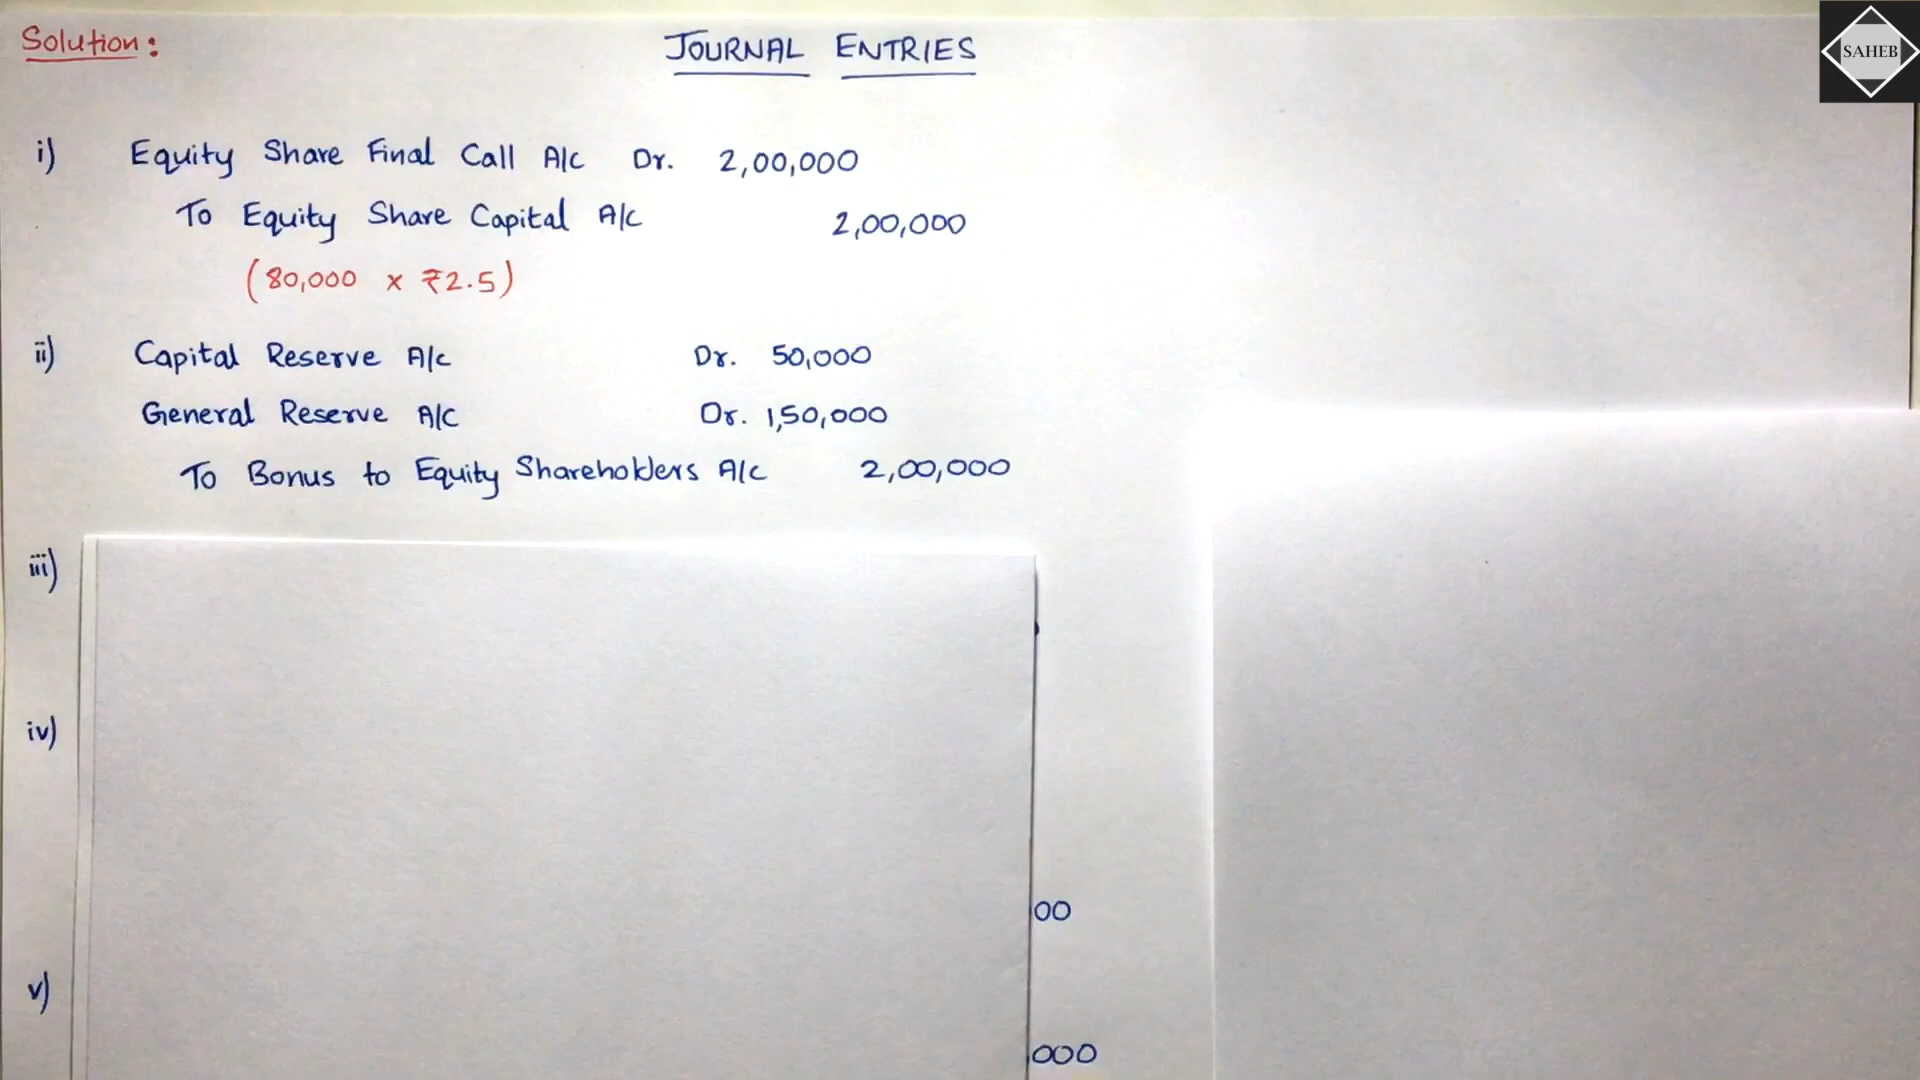 Solution:
JOURNAL ENTRIES
SAHEB
i) Equity Share Final Call A/c Dr. 2,00,000
To Equity Share Capital A/c 2,00,000
(80,000 x ₹2.5)
ii) Capital Reserve A/c Dr. 50,000
General Reserve A/c Dr. 1,50,000
To Bonus to Equity Shareholders A/c 2,00,000
iii)
iv)
00
v)
000